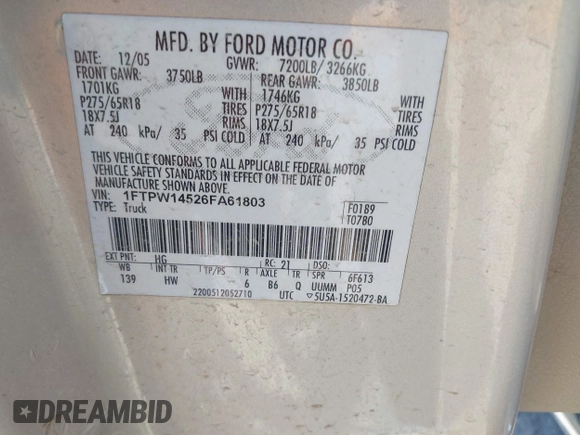 MFD. BY FORD MOTOR CO.
DATE: 12/05 GVWR: 7200LB/ 3266KG
FRONT GAWR: 3750LB REAR GAWR: 3850LB
1701KG WITH 1746KG WITH
P275/65R18 TIRES P275/65R18 TIRES
18X7.5J RIMS 18X7.5J RIMS
AT 240 kPa/ 35 PSI COLD AT 240 kPa/ 35 PSI COLD
THIS VEHICLE CONFORMS TO ALL APPLICABLE FEDERAL MOTOR
VEHICLE SAFETY STANDARDS IN EFFECT ON THE DATE OF
MANUFACTURE SHOWN ABOVE.
VIN: 1FTPW14526FA61803 F0189
TYPE: Truck T0780
EXT PNT: HG RC: 21 DSO:
WB INT TR TP/PS R AXLE TR SPR 6F613
139 HW 6 B6 Q UUMM P05
2200512052710 UTC ▽5U5A-1520472-BA
DREAMBID